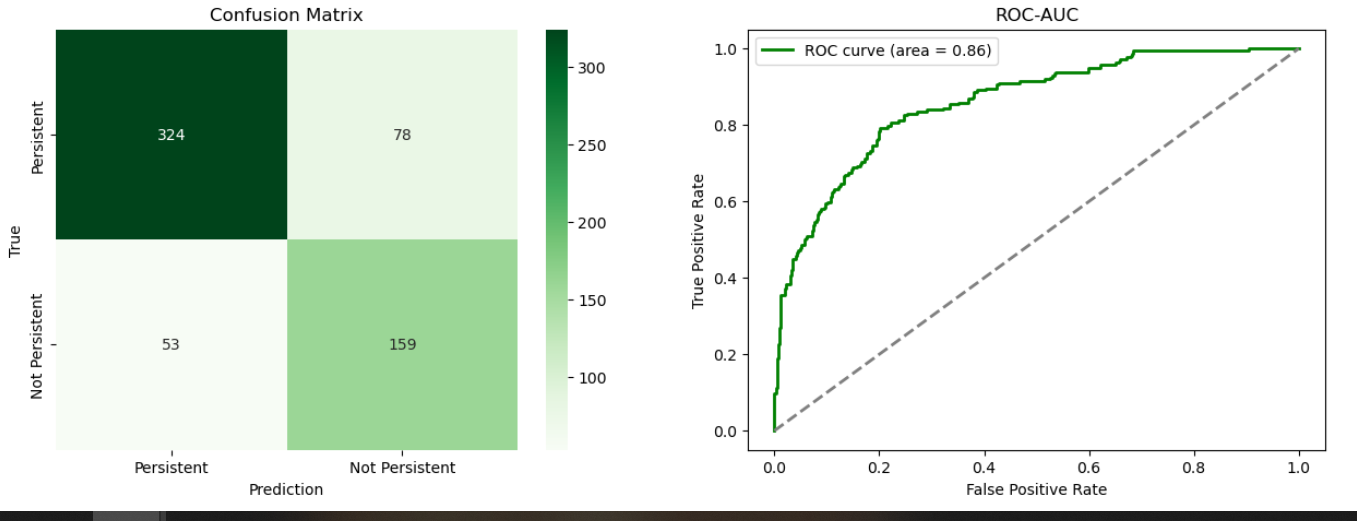 Confusion Matrix
324
78
53
159
Persistent
Not Persistent
True
Persistent
Not Persistent
Prediction
300
250
200
150
100
ROC-AUC
ROC curve (area = 0.86)
1.0
0.8
0.6
0.4
0.2
0.0
True Positive Rate
0.0
0.2
0.4
0.6
0.8
1.0
False Positive Rate